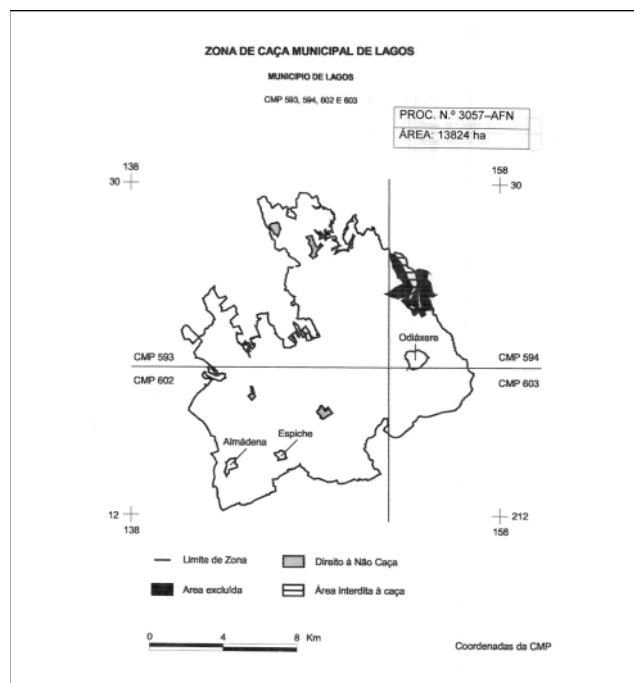 ZONA DE CAÇA MUNICIPAL DE LAGOS
MUNICIPIO DE LAGOS
CMP 593, 594, 602 E 603
PROC. N.º 3057–AFN
ÁREA: 13824 ha
138
30
158
30
Odiáxere
CMP 593
CMP 594
CMP 602
CMP 603
Almádena
Espiche
12
138
212
158
Limite de Zona
Direito à Não Caça
Area excluída
Área interdita à caça
0 4 8 Km
Coordenadas da CMP